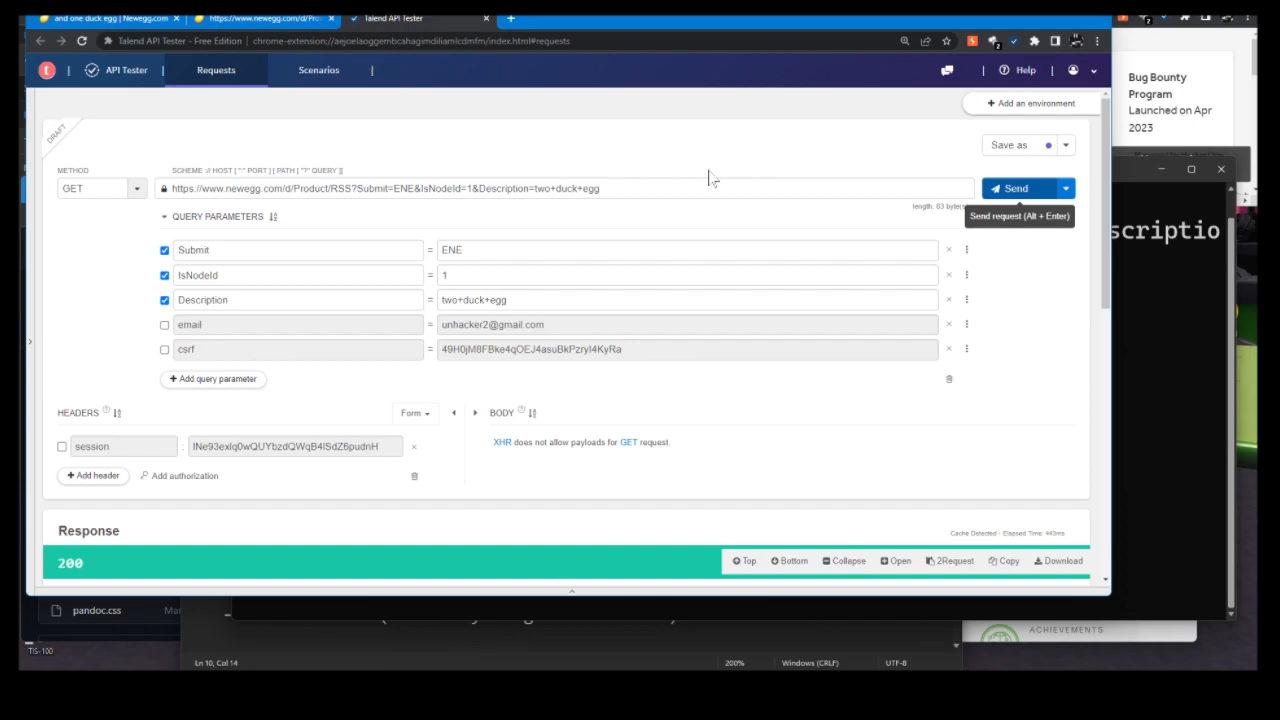 and one duck egg | Newegg.com
https://www.newegg.com/d/Pro
Talend API Tester
Talend API Tester - Free Edition | chrome-extension://aejoelaoggembcahagimdiliamlcdmfm/index.html#requests
API Tester
Requests
Scenarios
Help
Bug Bounty
Program
Launched on Apr
2023
Add an environment
DRAFT
Save as
METHOD
SCHEME :// HOST [ ":" PORT ] [ PATH [ "?" QUERY ]]
GET
https://www.newegg.com/d/Product/RSS?Submit=ENE&IsNodeId=1&Description=two+duck+egg
Send
length: 83 byte(s
Send request (Alt + Enter)
QUERY PARAMETERS
scriptio
Submit = ENE
IsNodeId = 1
Description = two+duck+egg
email = unhacker2@gmail.com
csrf = 49H0jM8FBke4qOEJ4asuBkPzryI4KyRa
Add query parameter
HEADERS
Form
BODY
session : lNe93exlq0wQUYbzdQWqB4lSdZ6pudnH
XHR does not allow payloads for GET request.
Add header
Add authorization
Response
Cache Detected - Elapsed Time: 443ms
200
Top
Bottom
Collapse
Open
2Request
Copy
Download
pandoc.css
Mar
ACHIEVEMENTS
TIS-100
Ln 10, Col 14
200%
Windows (CRLF)
UTF-8